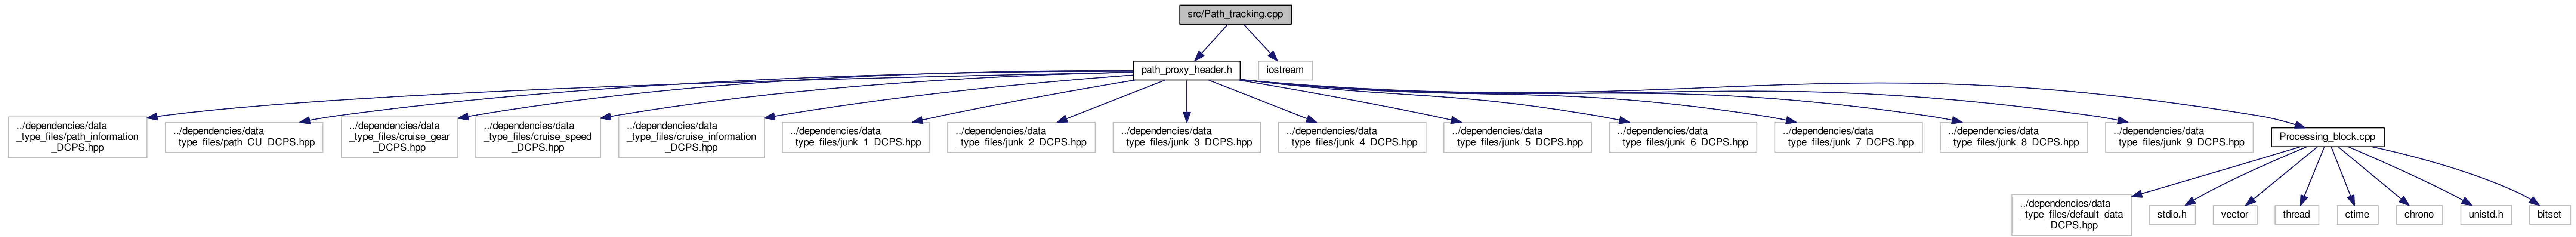 src/Path_tracking.cpp
path_proxy_header.h
iostream
../dependencies/data
_type_files/path_information
_DCPS.hpp
../dependencies/data
_type_files/path_CU_DCPS.hpp
../dependencies/data
_type_files/cruise_gear
_DCPS.hpp
../dependencies/data
_type_files/cruise_speed
_DCPS.hpp
../dependencies/data
_type_files/cruise_information
_DCPS.hpp
../dependencies/data
_type_files/junk_1_DCPS.hpp
../dependencies/data
_type_files/junk_2_DCPS.hpp
../dependencies/data
_type_files/junk_3_DCPS.hpp
../dependencies/data
_type_files/junk_4_DCPS.hpp
../dependencies/data
_type_files/junk_5_DCPS.hpp
../dependencies/data
_type_files/junk_6_DCPS.hpp
../dependencies/data
_type_files/junk_7_DCPS.hpp
../dependencies/data
_type_files/junk_8_DCPS.hpp
../dependencies/data
_type_files/junk_9_DCPS.hpp
Processing_block.cpp
../dependencies/data
_type_files/default_data
_DCPS.hpp
stdio.h
vector
thread
ctime
chrono
unistd.h
bitset